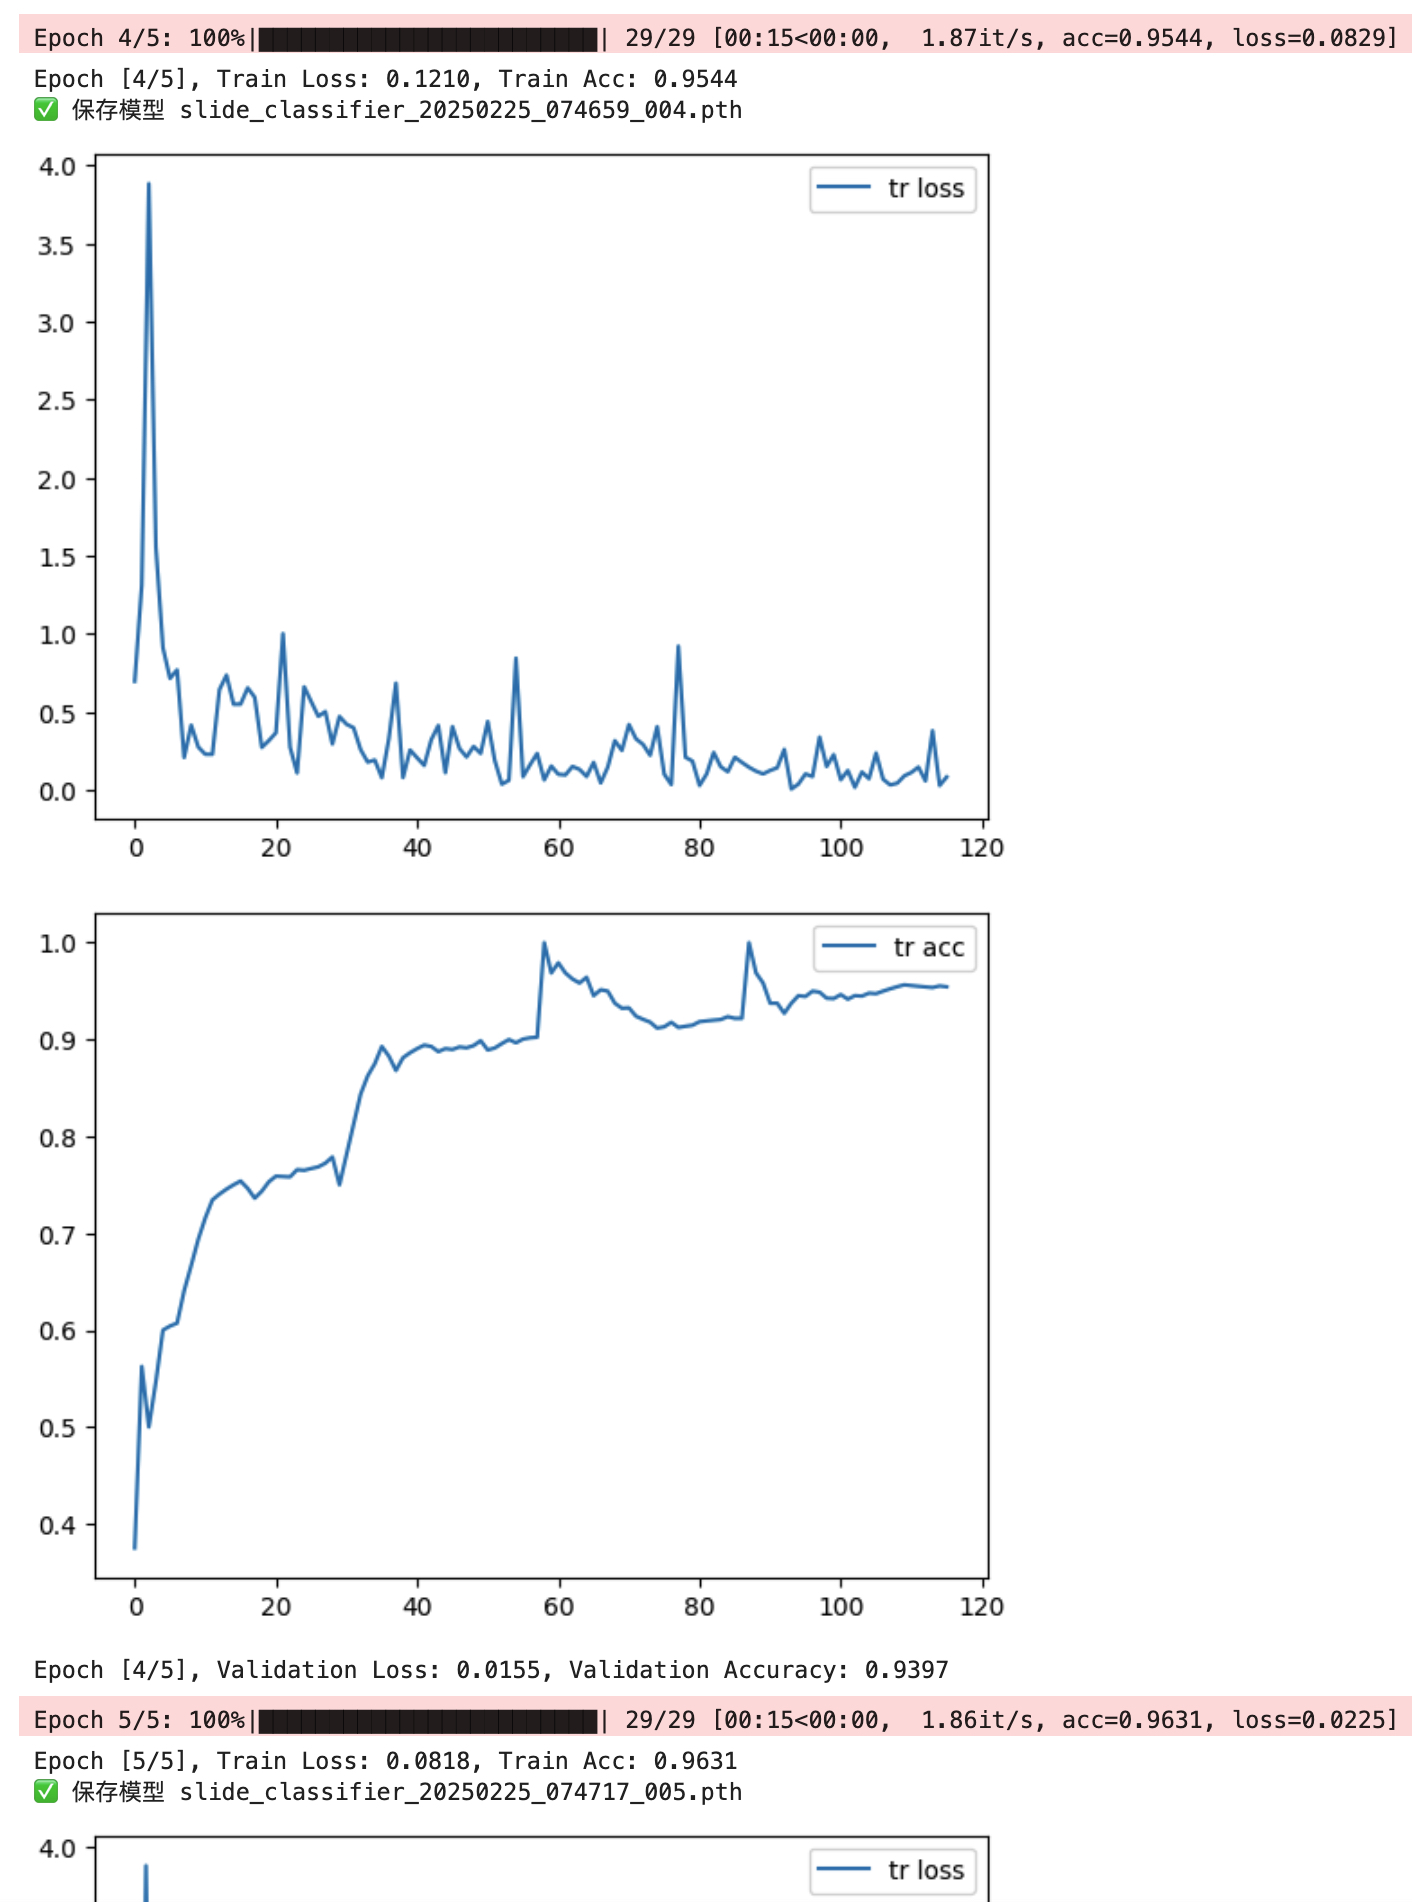 Epoch 4/5: 100%|████████████████████████| 29/29 [00:15<00:00,  1.87it/s, acc=0.9544, loss=0.0829]
Epoch [4/5], Train Loss: 0.1210, Train Acc: 0.9544
✅ 保存模型 slide_classifier_20250225_074659_004.pth
tr loss
4.0
3.5
3.0
2.5
2.0
1.5
1.0
0.5
0.0
0 20 40 60 80 100 120
tr acc
1.0
0.9
0.8
0.7
0.6
0.5
0.4
0 20 40 60 80 100 120
Epoch [4/5], Validation Loss: 0.0155, Validation Accuracy: 0.9397
Epoch 5/5: 100%|████████████████████████| 29/29 [00:15<00:00,  1.86it/s, acc=0.9631, loss=0.0225]
Epoch [5/5], Train Loss: 0.0818, Train Acc: 0.9631
✅ 保存模型 slide_classifier_20250225_074717_005.pth
4.0
tr loss